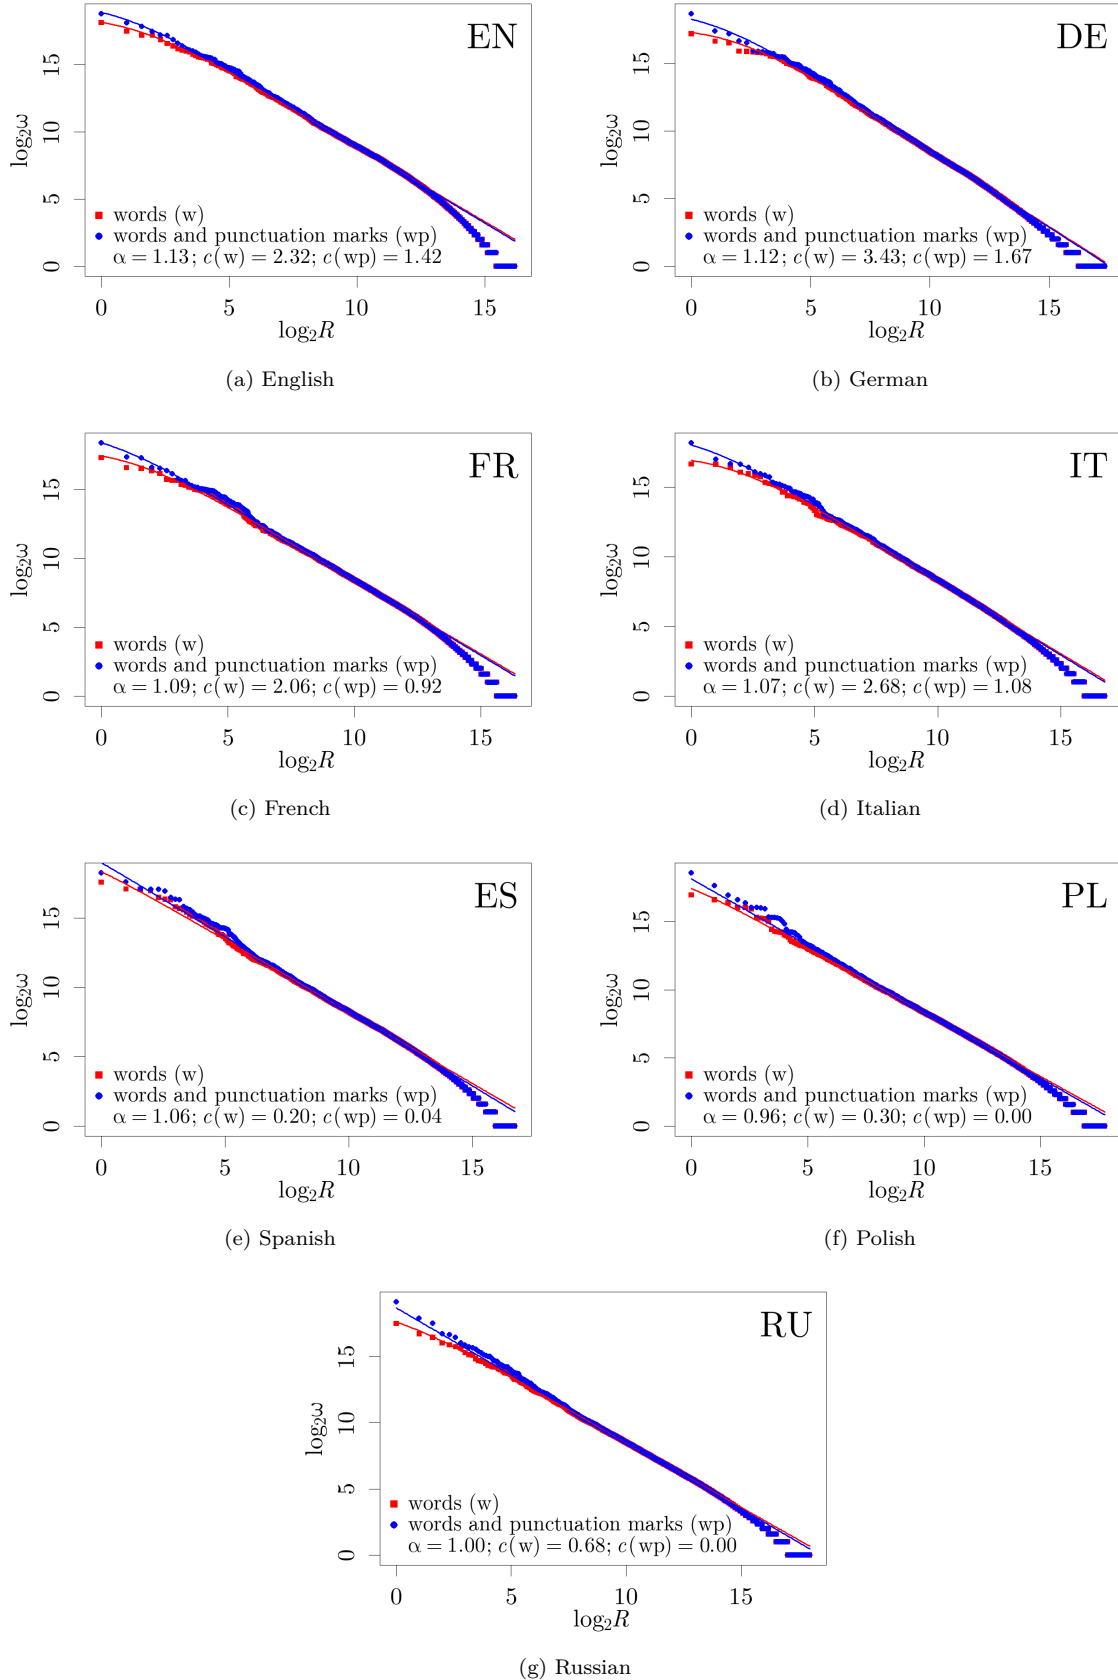 EN
15
10
5
0
log₂ω
words (w)
words and punctuation marks (wp)
α = 1.13; c(w) = 2.32; c(wp) = 1.42
0 5 10 15
log₂R
(a) English
DE
15
10
5
0
log₂ω
words (w)
words and punctuation marks (wp)
α = 1.12; c(w) = 3.43; c(wp) = 1.67
0 5 10 15
log₂R
(b) German
FR
15
10
5
0
log₂ω
words (w)
words and punctuation marks (wp)
α = 1.09; c(w) = 2.06; c(wp) = 0.92
0 5 10 15
log₂R
(c) French
IT
15
10
5
0
log₂ω
words (w)
words and punctuation marks (wp)
α = 1.07; c(w) = 2.68; c(wp) = 1.08
0 5 10 15
log₂R
(d) Italian
ES
15
10
5
0
log₂ω
words (w)
words and punctuation marks (wp)
α = 1.06; c(w) = 0.20; c(wp) = 0.04
0 5 10 15
log₂R
(e) Spanish
PL
15
10
5
0
log₂ω
words (w)
words and punctuation marks (wp)
α = 0.96; c(w) = 0.30; c(wp) = 0.00
0 5 10 15
log₂R
(f) Polish
RU
15
10
5
0
log₂ω
words (w)
words and punctuation marks (wp)
α = 1.00; c(w) = 0.68; c(wp) = 0.00
0 5 10 15
log₂R
(g) Russian